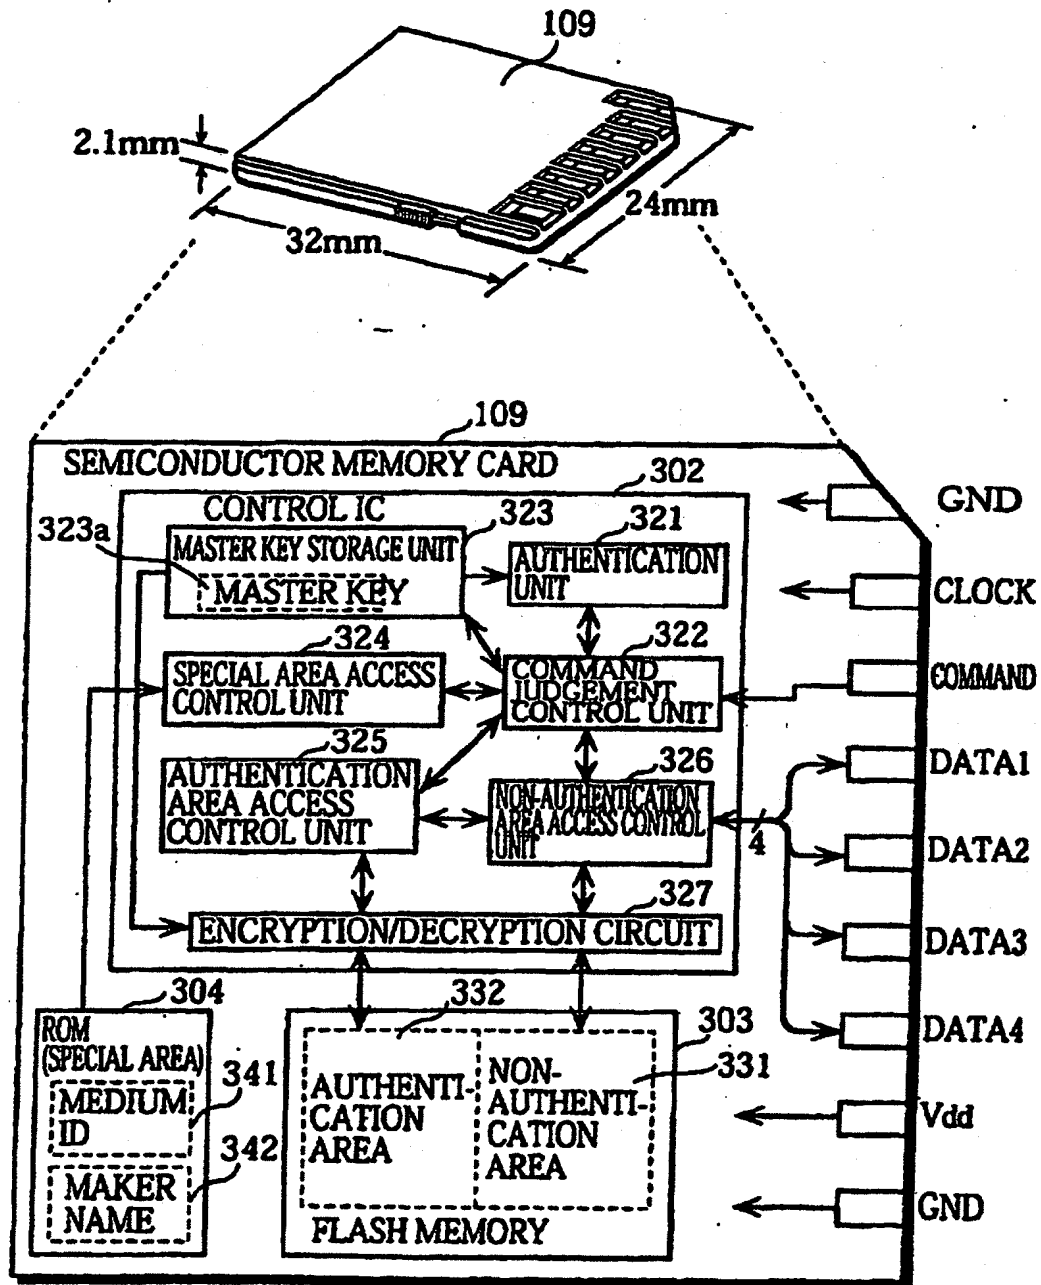 109
2.1mm
24mm
32mm
109
SEMICONDUCTOR MEMORY CARD
302
CONTROL IC
323a
323
MASTER KEY STORAGE UNIT
MASTER KEY
321
AUTHENTICATION
UNIT
324
SPECIAL AREA ACCESS
CONTROL UNIT
322
COMMAND
JUDGEMENT
CONTROL UNIT
325
AUTHENTICATION
AREA ACCESS
CONTROL UNIT
326
NON-AUTHENTICATION
AREA ACCESS CONTROL
UNIT
4
327
ENCRYPTION/DECRYPTION CIRCUIT
304
ROM
(SPECIAL AREA)
341
MEDIUM
ID
342
MAKER
NAME
332
303
331
AUTHENTI-
CATION
AREA
NON-
AUTHENTI-
CATION
AREA
FLASH MEMORY
GND
CLOCK
COMMAND
DATA1
DATA2
DATA3
DATA4
Vdd
GND